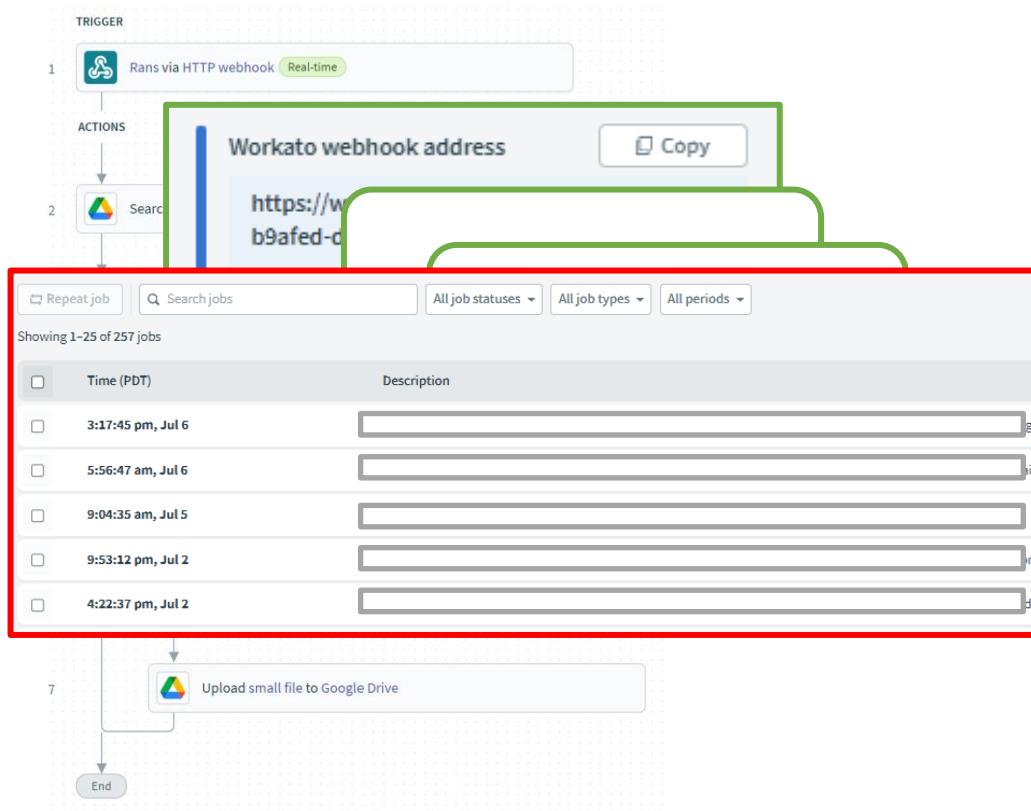 TRIGGER
1 Rans via HTTP webhook Real-time
ACTIONS
Workato webhook address Copy
https://w
2 Searc
b9afed-d
Repeat job Search jobs All job statuses All job types All periods
Showing 1–25 of 257 jobs
Time (PDT) Description
3:17:45 pm, Jul 6
5:56:47 am, Jul 6
9:04:35 am, Jul 5
9:53:12 pm, Jul 2
4:22:37 pm, Jul 2
7 Upload small file to Google Drive
End